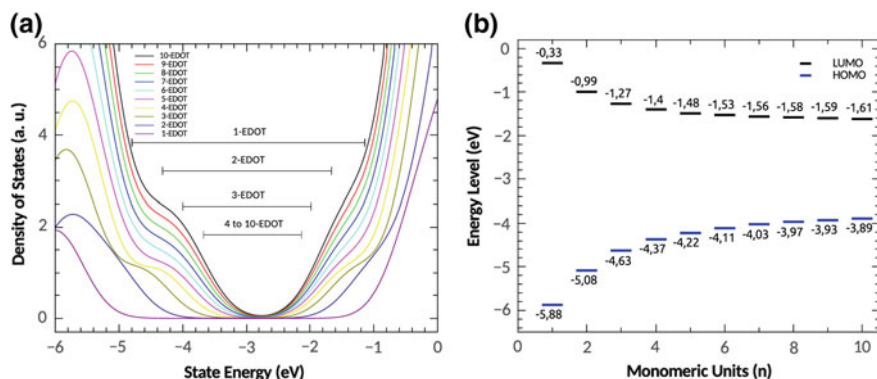 (a)
6
4
2
0
Density of States (a. u.)
10-EDOT
9-EDOT
8-EDOT
7-EDOT
6-EDOT
5-EDOT
4-EDOT
3-EDOT
2-EDOT
1-EDOT
1-EDOT
2-EDOT
3-EDOT
4 to 10-EDOT
−6 −5 −4 −3 −2 −1 0
State Energy (eV)
(b)
0
−1
−2
−3
−4
−5
−6
Energy Level (eV)
LUMO
HOMO
-0,33
-0,99
-1,27
-1,4
-1,48
-1,53
-1,56
-1,58
-1,59
-1,61
-5,88
-5,08
-4,63
-4,37
-4,22
-4,11
-4,03
-3,97
-3,93
-3,89
0 2 4 6 8 10
Monomeric Units (n)